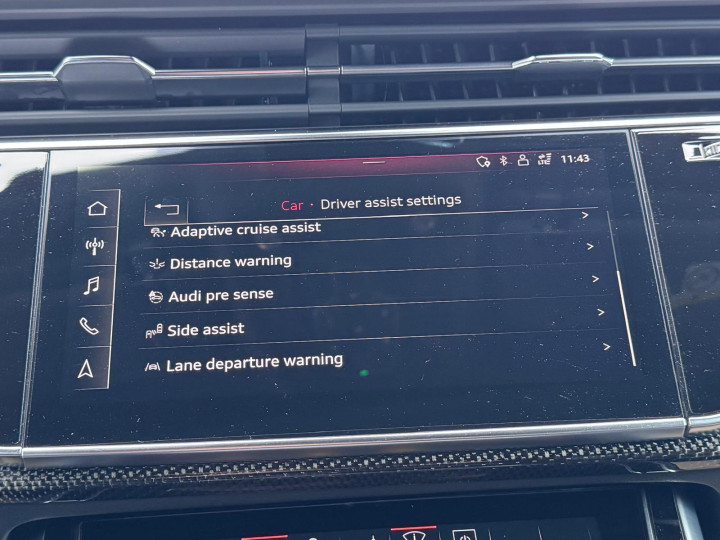 LTE 11:43
Car · Driver assist settings
Adaptive cruise assist
Distance warning
Audi pre sense
Side assist
Lane departure warning